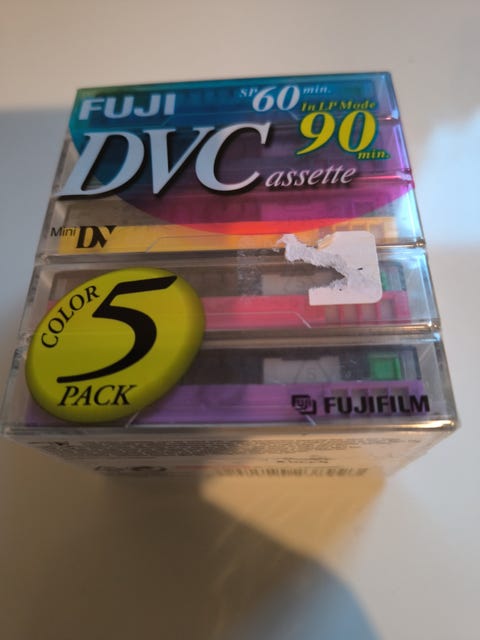 FUJI
SP 60 min.
In LP Mode
90 min.
DVCassette
Mini DV
COLOR
5
PACK
FUJIFILM